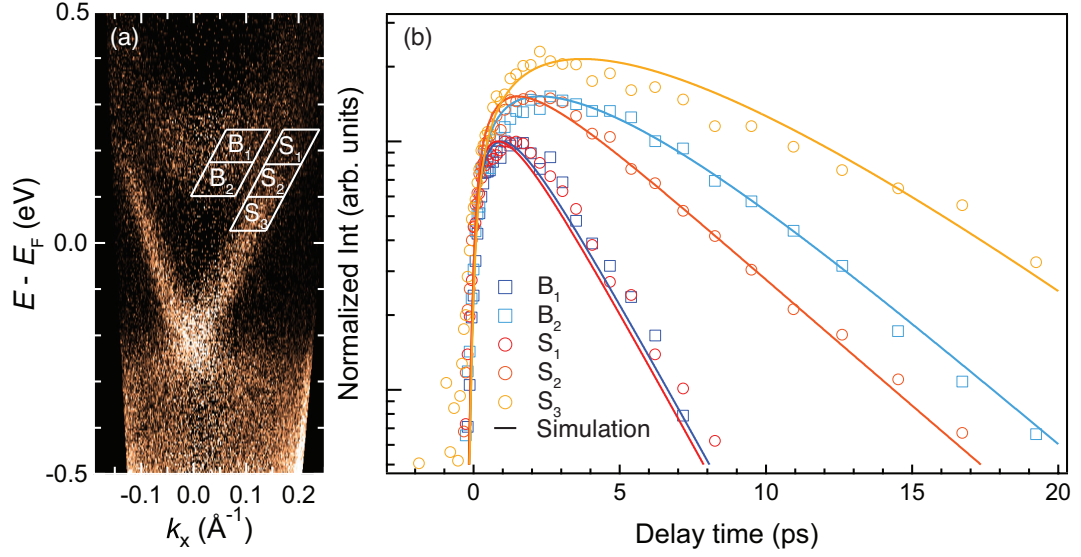 (a)
0.5
0.0
-0.5
E - E_F (eV)
B₁
B₂
S₁
S₂
S₃
-0.1
0.0
0.1
0.2
kₓ (Å⁻¹)
(b)
Normalized Int (arb. units)
B₁
B₂
S₁
S₂
S₃
Simulation
0
5
10
15
20
Delay time (ps)